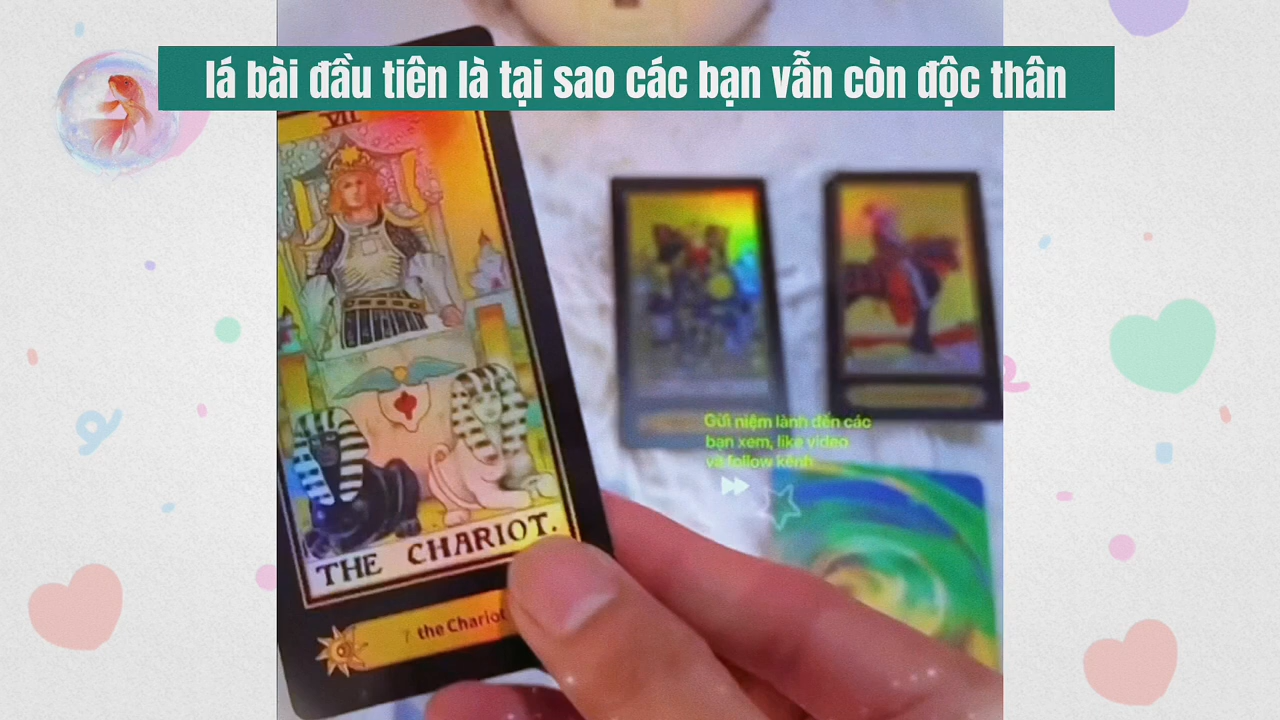 lá bài đầu tiên là tại sao các bạn vẫn còn độc thân
VII
Gửi niệm lành đến các
bạn xem, like video
và follow kênh
THE CHARIOT.
7 the Chariot